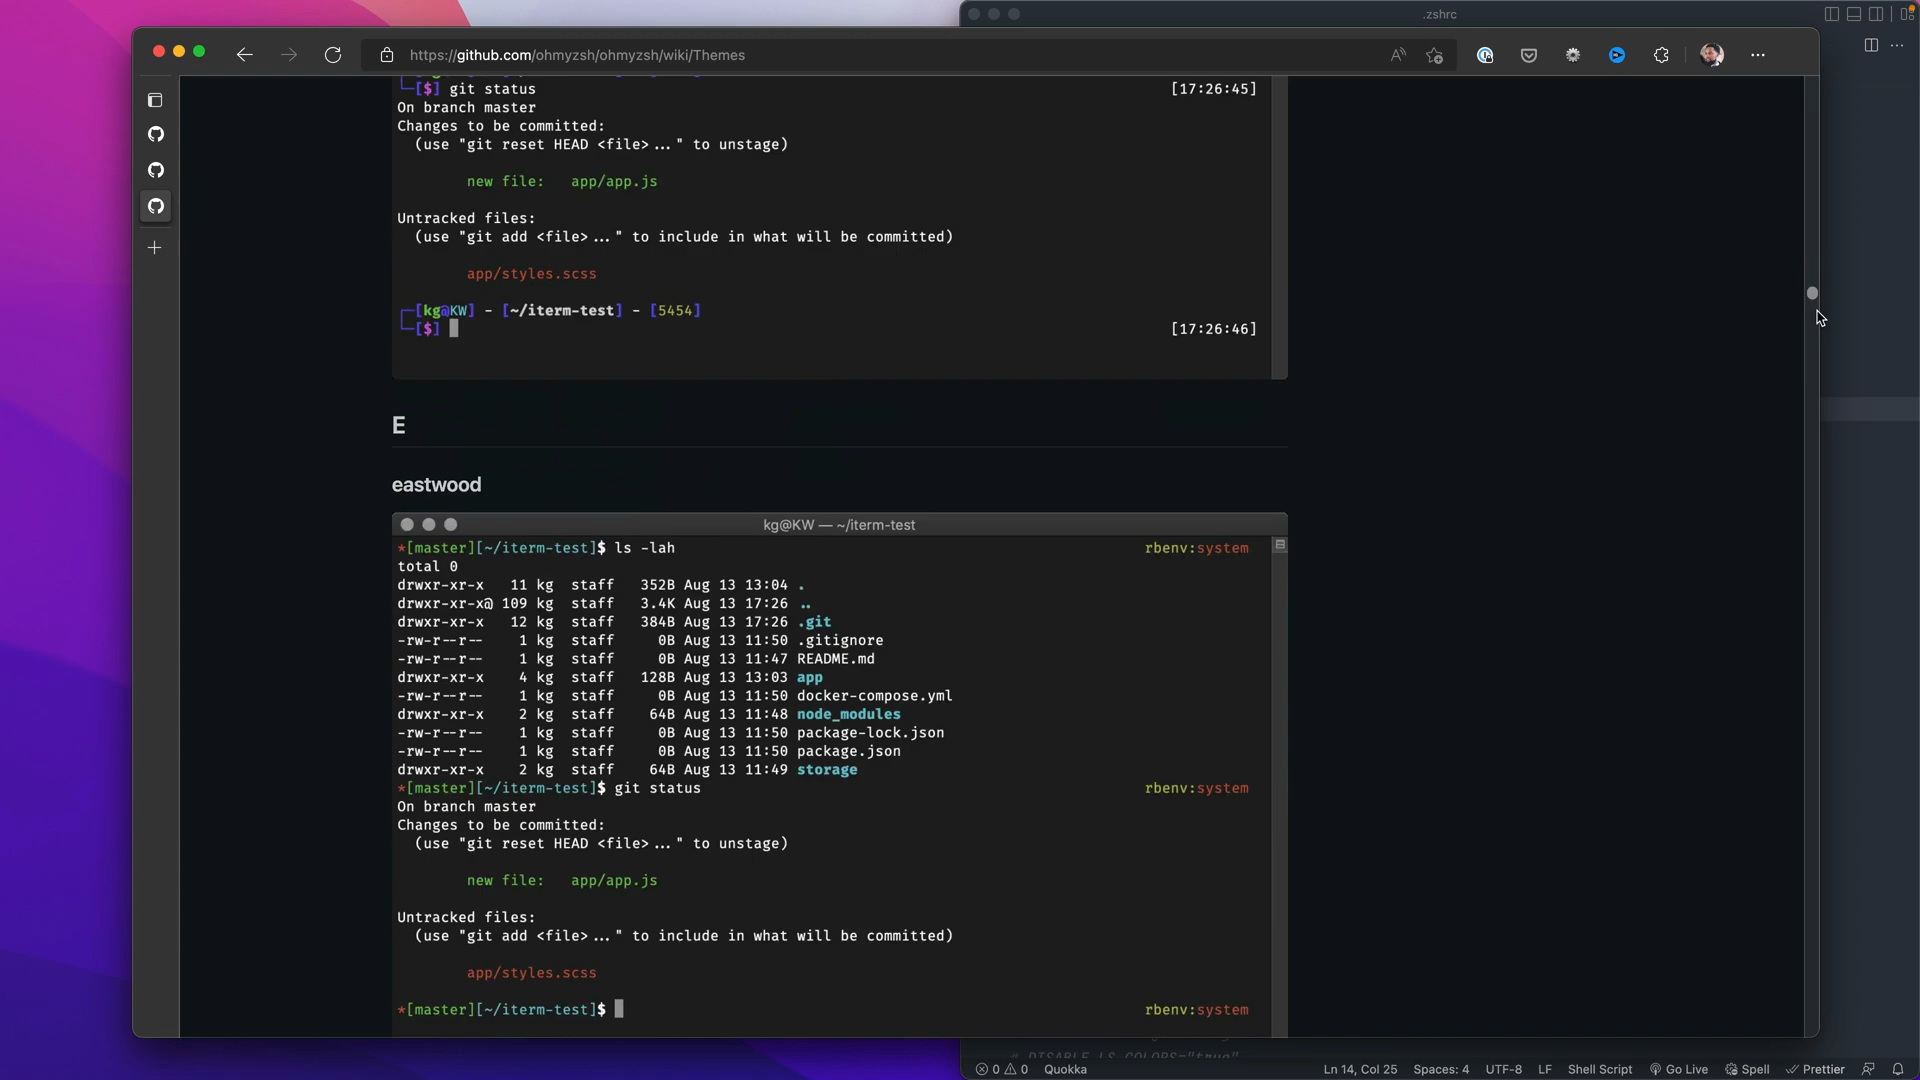 .zshrc
https://github.com/ohmyzsh/ohmyzsh/wiki/Themes
[$] git status [17:26:45]
On branch master
Changes to be committed:
(use "git reset HEAD <file>..." to unstage)
new file: app/app.js
Untracked files:
(use "git add <file>..." to include in what will be committed)
app/styles.scss
[kg@KW] - [~/iterm-test] - [5454]
[$] [17:26:46]
E
eastwood
kg@KW — ~/iterm-test
*[master][~/iterm-test]$ ls -lah rbenv:system
total 0
drwxr-xr-x 11 kg staff 352B Aug 13 13:04 .
drwxr-xr-x@ 109 kg staff 3.4K Aug 13 17:26 ..
drwxr-xr-x 12 kg staff 384B Aug 13 17:26 .git
-rw-r--r-- 1 kg staff 0B Aug 13 11:50 .gitignore
-rw-r--r-- 1 kg staff 0B Aug 13 11:47 README.md
drwxr-xr-x 4 kg staff 128B Aug 13 13:03 app
-rw-r--r-- 1 kg staff 0B Aug 13 11:50 docker-compose.yml
drwxr-xr-x 2 kg staff 64B Aug 13 11:48 node_modules
-rw-r--r-- 1 kg staff 0B Aug 13 11:50 package-lock.json
-rw-r--r-- 1 kg staff 0B Aug 13 11:50 package.json
drwxr-xr-x 2 kg staff 64B Aug 13 11:49 storage
*[master][~/iterm-test]$ git status rbenv:system
On branch master
Changes to be committed:
(use "git reset HEAD <file>..." to unstage)
new file: app/app.js
Untracked files:
(use "git add <file>..." to include in what will be committed)
app/styles.scss
*[master][~/iterm-test]$ rbenv:system
# DISABLE_LS_COLORS="true"
0 0 Quokka Ln 14, Col 25 Spaces: 4 UTF-8 LF Shell Script Go Live Spell Prettier